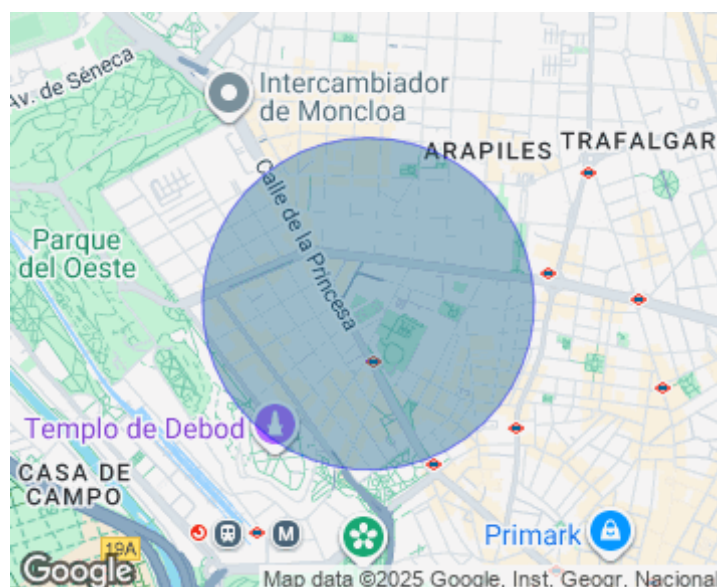 Av. de Séneca
Intercambiador
de Moncloa
ARAPILES
TRAFALGAR
Calle de la Princesa
Parque
del Oeste
Templo de Debod
CASA DE
CAMPO
M
Primark
19A
Google
Map data ©2025 Google, Inst. Geogr. Nacional